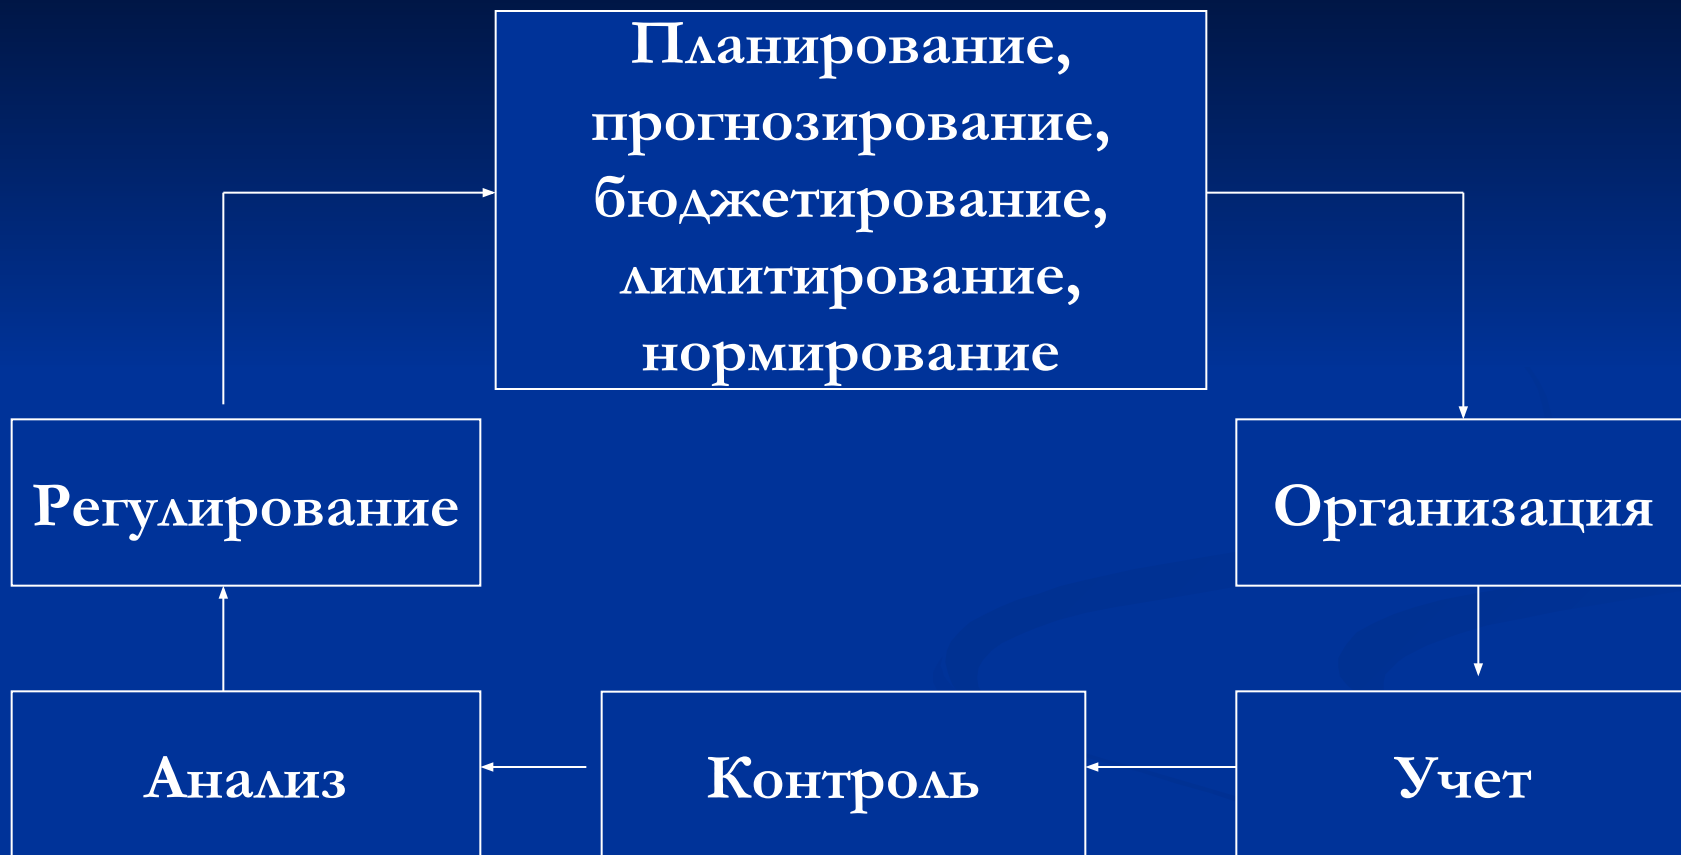 Планирование,
прогнозирование,
бюджетирование,
лимитирование,
нормирование
Регулирование
Организация
Анализ
Контроль
Учет